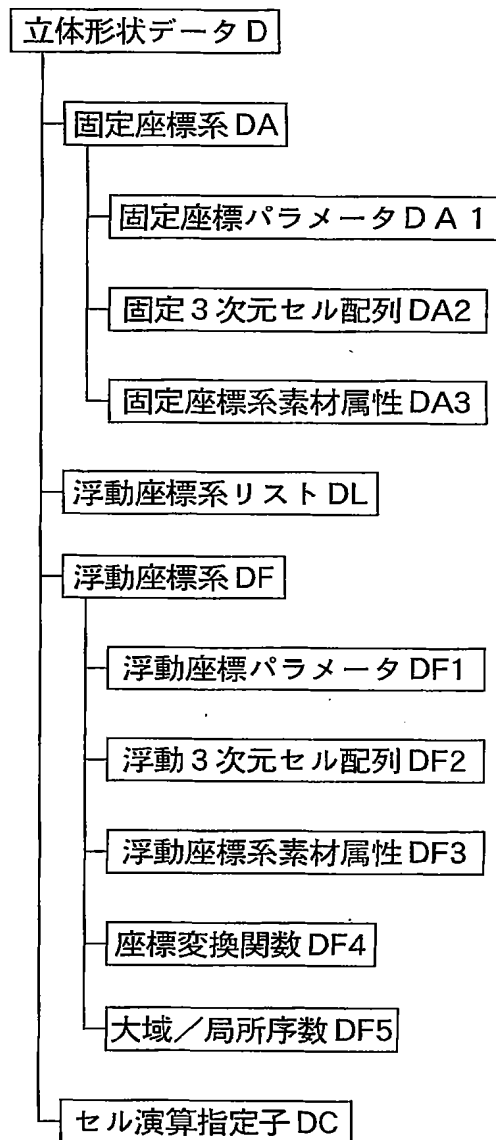 立体形状データD
固定座標系DA
固定座標パラメータDA1
固定3次元セル配列DA2
固定座標系素材属性DA3
浮動座標系リストDL
浮動座標系DF
浮動座標パラメータDF1
浮動3次元セル配列DF2
浮動座標系素材属性DF3
座標変換関数DF4
大域/局所序数DF5
セル演算指定子DC